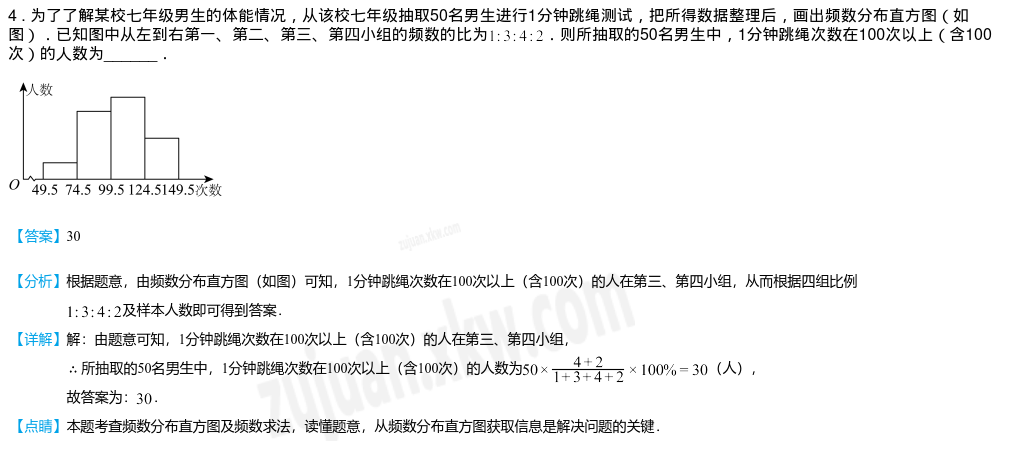 4．为了了解某校七年级男生的体能情况，从该校七年级抽取50名男生进行1分钟跳绳测试，把所得数据整理后，画出频数分布直方图（如
图）．已知图中从左到右第一、第二、第三、第四小组的频数的比为1:3:4:2．则所抽取的50名男生中，1分钟跳绳次数在100次以上（含100
次）的人数为_______．
人数
O 49.5 74.5 99.5 124.5149.5次数
【答案】30
zujuan.xkw.com
【分析】根据题意，由频数分布直方图（如图）可知，1分钟跳绳次数在100次以上（含100次）的人在第三、第四小组，从而根据四组比例
1:3:4:2及样本人数即可得到答案．
【详解】解：由题意可知，1分钟跳绳次数在100次以上（含100次）的人在第三、第四小组，
∴所抽取的50名男生中，1分钟跳绳次数在100次以上（含100次）的人数为50×(4+2)/(1+3+4+2)×100%=30（人），
故答案为：30．
【点睛】本题考查频数分布直方图及频数求法，读懂题意，从频数分布直方图获取信息是解决问题的关键．
zujuan.xkw.com